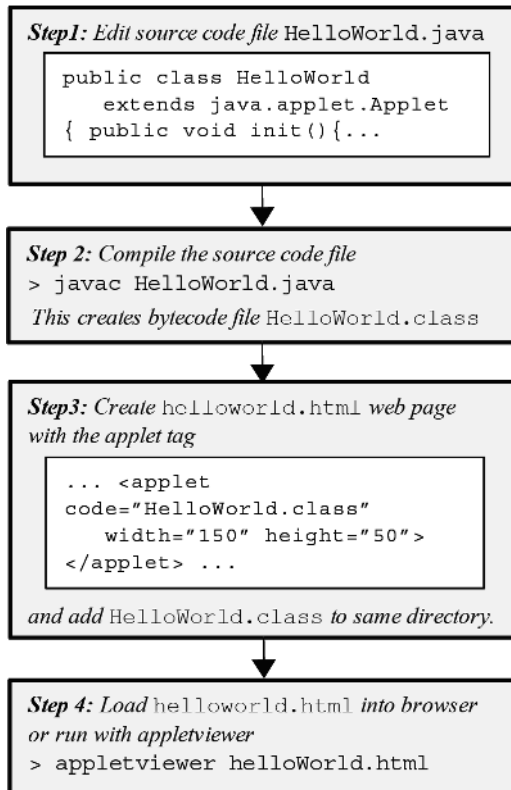 Step1: Edit source code file HelloWorld.java
public class HelloWorld
extends java.applet.Applet
{ public void init(){...
Step 2: Compile the source code file
> javac HelloWorld.java
This creates bytecode file HelloWorld.class
Step3: Create helloworld.html web page
with the applet tag
... <applet
code="HelloWorld.class"
width="150" height="50">
</applet> ...
and add HelloWorld.class to same directory.
Step 4: Load helloworld.html into browser
or run with appletviewer
> appletviewer helloWorld.html